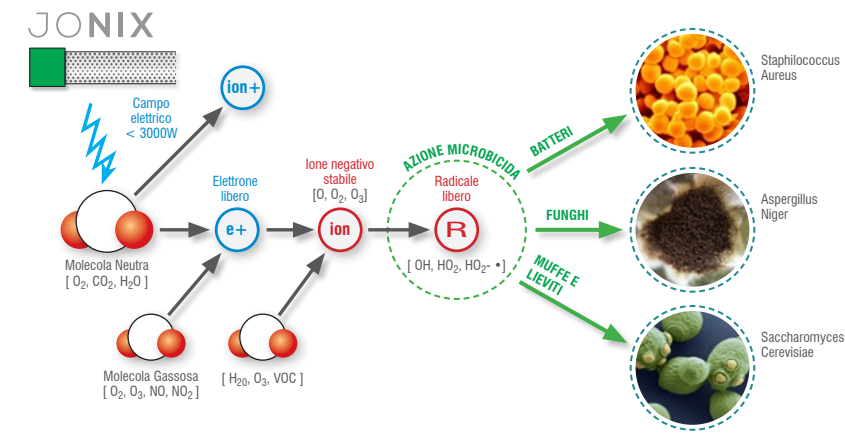 JONIX
Campo
elettrico
< 3000W
ion+
Staphilococcus
Aureus
BATTERI
AZIONE MICROBICIDA
Ione negativo
stabile
[O, O₂, O₃]
Elettrone
libero
Radicale
libero
e+
ion
R
FUNGHI
Aspergillus
Niger
Molecola Neutra
[ O₂, CO₂, H₂O ]
[ OH, HO₂, HO₂- •]
MUFFE E
LIEVITI
Saccharomyces
Cerevisiae
Molecola Gassosa
[ O₂, O₃, NO, NO₂ ]
[ H₂₀, O₃, VOC ]